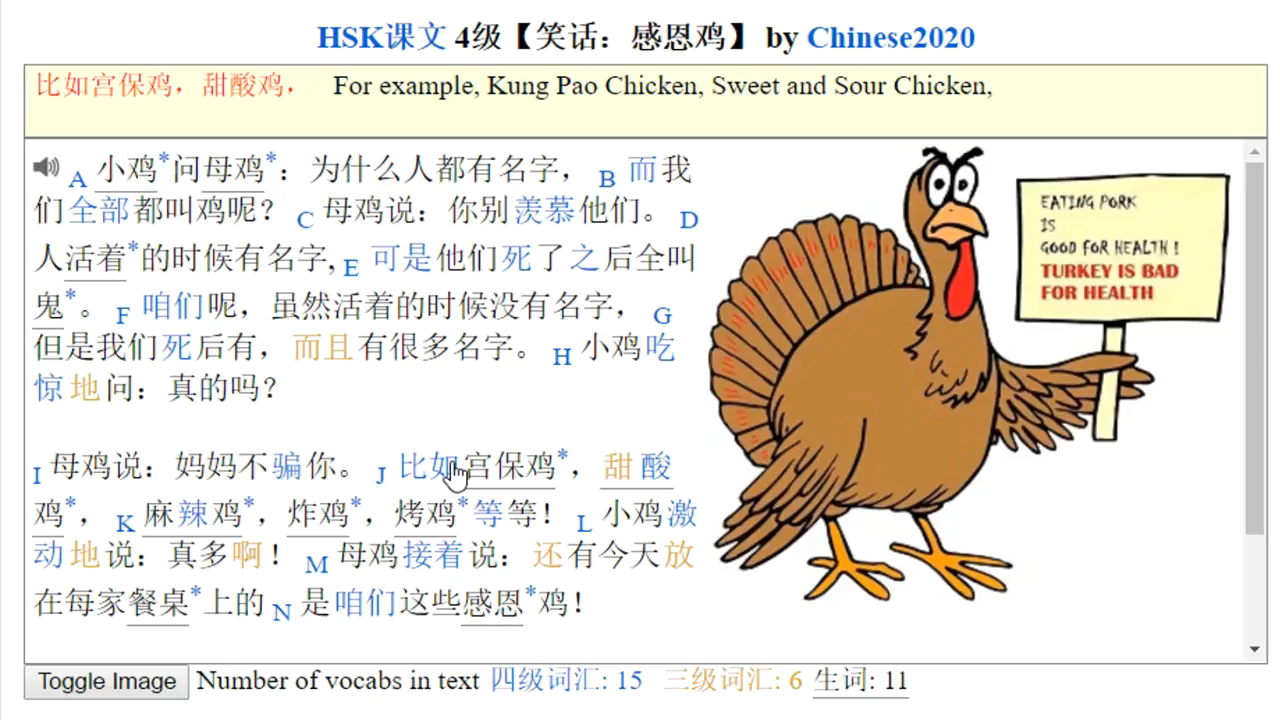 HSK课文 4级【笑话：感恩鸡】 by Chinese2020
比如宫保鸡，甜酸鸡， For example, Kung Pao Chicken, Sweet and Sour Chicken,
A 小鸡*问母鸡*：为什么人都有名字， B 而我
们全部都叫鸡呢？ C 母鸡说：你别羡慕他们。 D
人活着*的时候有名字, E 可是他们死了之后全叫
鬼*。 F 咱们呢，虽然活着的时候没有名字， G
但是我们死后有，而且有很多名字。 H 小鸡吃
惊地问：真的吗？
I 母鸡说：妈妈不骗你。 J 比如宫保鸡*，甜酸
鸡*， K 麻辣鸡*，炸鸡*，烤鸡*等等！ L 小鸡激
动地说：真多啊！ M 母鸡接着说：还有今天放
在每家餐桌*上的 N 是咱们这些感恩*鸡！
EATING PORK
IS
GOOD FOR HEALTH !
TURKEY IS BAD
FOR HEALTH
Toggle Image Number of vocabs in text 四级词汇: 15 三级词汇: 6 生词: 11